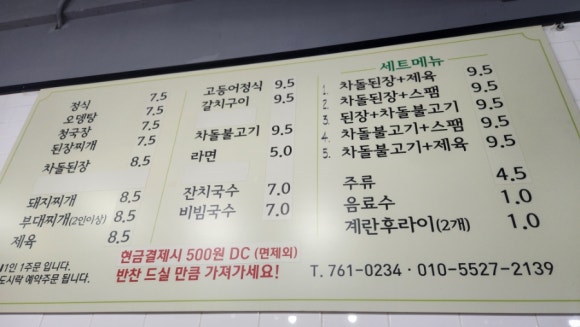 정식 7.5
오뎅탕 7.5
청국장 7.5
된장찌개 7.5
차돌된장 8.5
돼지찌개 8.5
부대찌개(2인이상) 8.5
제육 8.5
고등어정식 9.5
갈치구이 9.5
차돌불고기 9.5
라면 5.0
잔치국수 7.0
비빔국수 7.0
세트메뉴
1. 차돌된장+제육 9.5
2. 차돌된장+스팸 9.5
3. 된장+차돌불고기 9.5
4. 차돌불고기+스팸 9.5
5. 차돌불고기+제육 9.5
주류 4.5
음료수 1.0
계란후라이(2개) 1.0
1인 1주문 입니다.
도시락 예약주문 됩니다.
현금결제시 500원 DC (면제외)
반찬 드실 만큼 가져가세요!
T. 761-0234 · 010-5527-2139